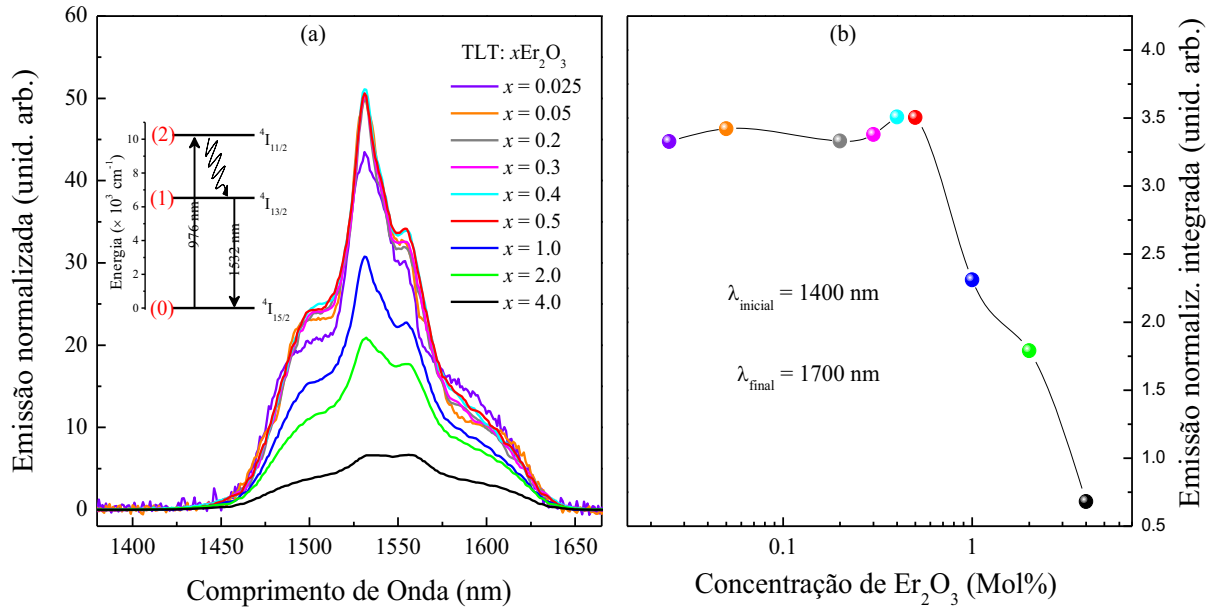 (a)
TLT: xEr₂O₃
x = 0.025
x = 0.05
x = 0.2
x = 0.3
x = 0.4
x = 0.5
x = 1.0
x = 2.0
x = 4.0
Emissão normalizada (unid. arb.)
60
50
40
30
20
10
0
Energia (× 10³ cm⁻¹)
10
8
6
4
2
0
(2)
⁴I₁₁/₂
(1)
⁴I₁₃/₂
(0)
⁴I₁₅/₂
976 nm
1532 nm
1400 1450 1500 1550 1600 1650
Comprimento de Onda (nm)
(b)
λinicial = 1400 nm
λfinal = 1700 nm
0.1 1
Concentração de Er₂O₃ (Mol%)
4.0
3.5
3.0
2.5
2.0
1.5
1.0
0.5
Emissão normaliz. integrada (unid. arb.)